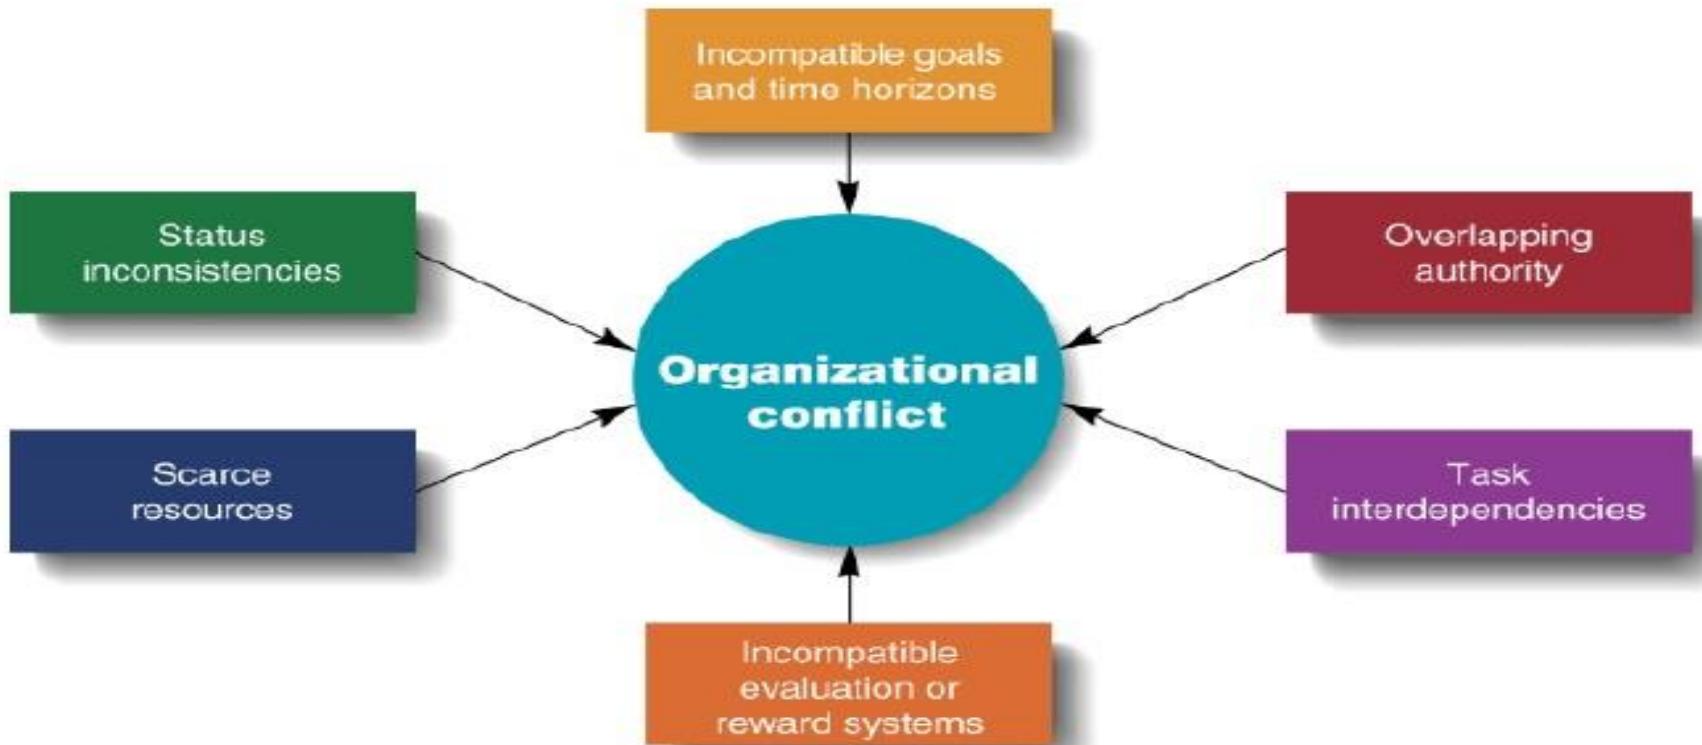 Incompatible goals
and time horizons
Status
inconsistencies
Overlapping
authority
Organizational
conflict
Scarce
resources
Task
interdependencies
Incompatible
evaluation or
reward systems